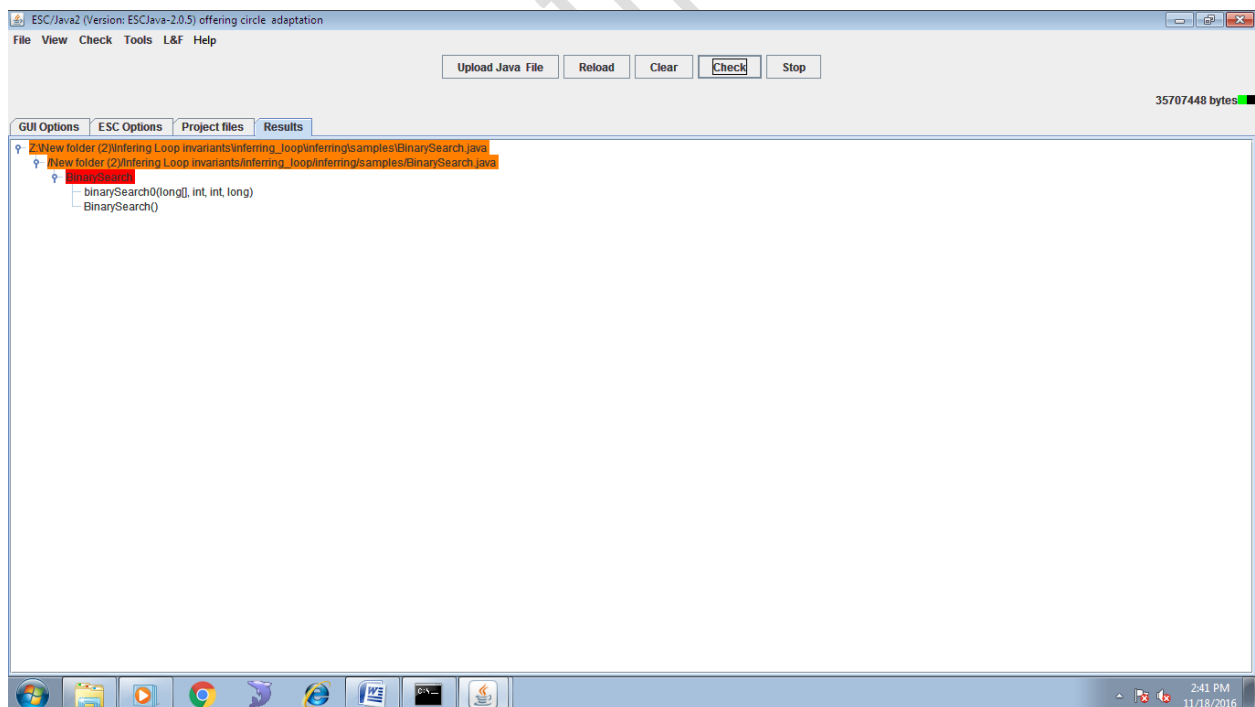 ESC/Java2 (Version: ESCJava-2.0.5) offering circle adaptation
File View Check Tools L&F Help
Upload Java File Reload Clear Check Stop
35707448 bytes
GUI Options ESC Options Project files Results
Z:\New folder (2)\Infering Loop invariants\inferring_loop\inferring\samples\BinarySearch.java
/New folder (2)/Infering Loop invariants/inferring_loop/inferring/samples/BinarySearch.java
BinarySearch
binarySearch0(long[], int, int, long)
BinarySearch()
2:41 PM
11/18/2016